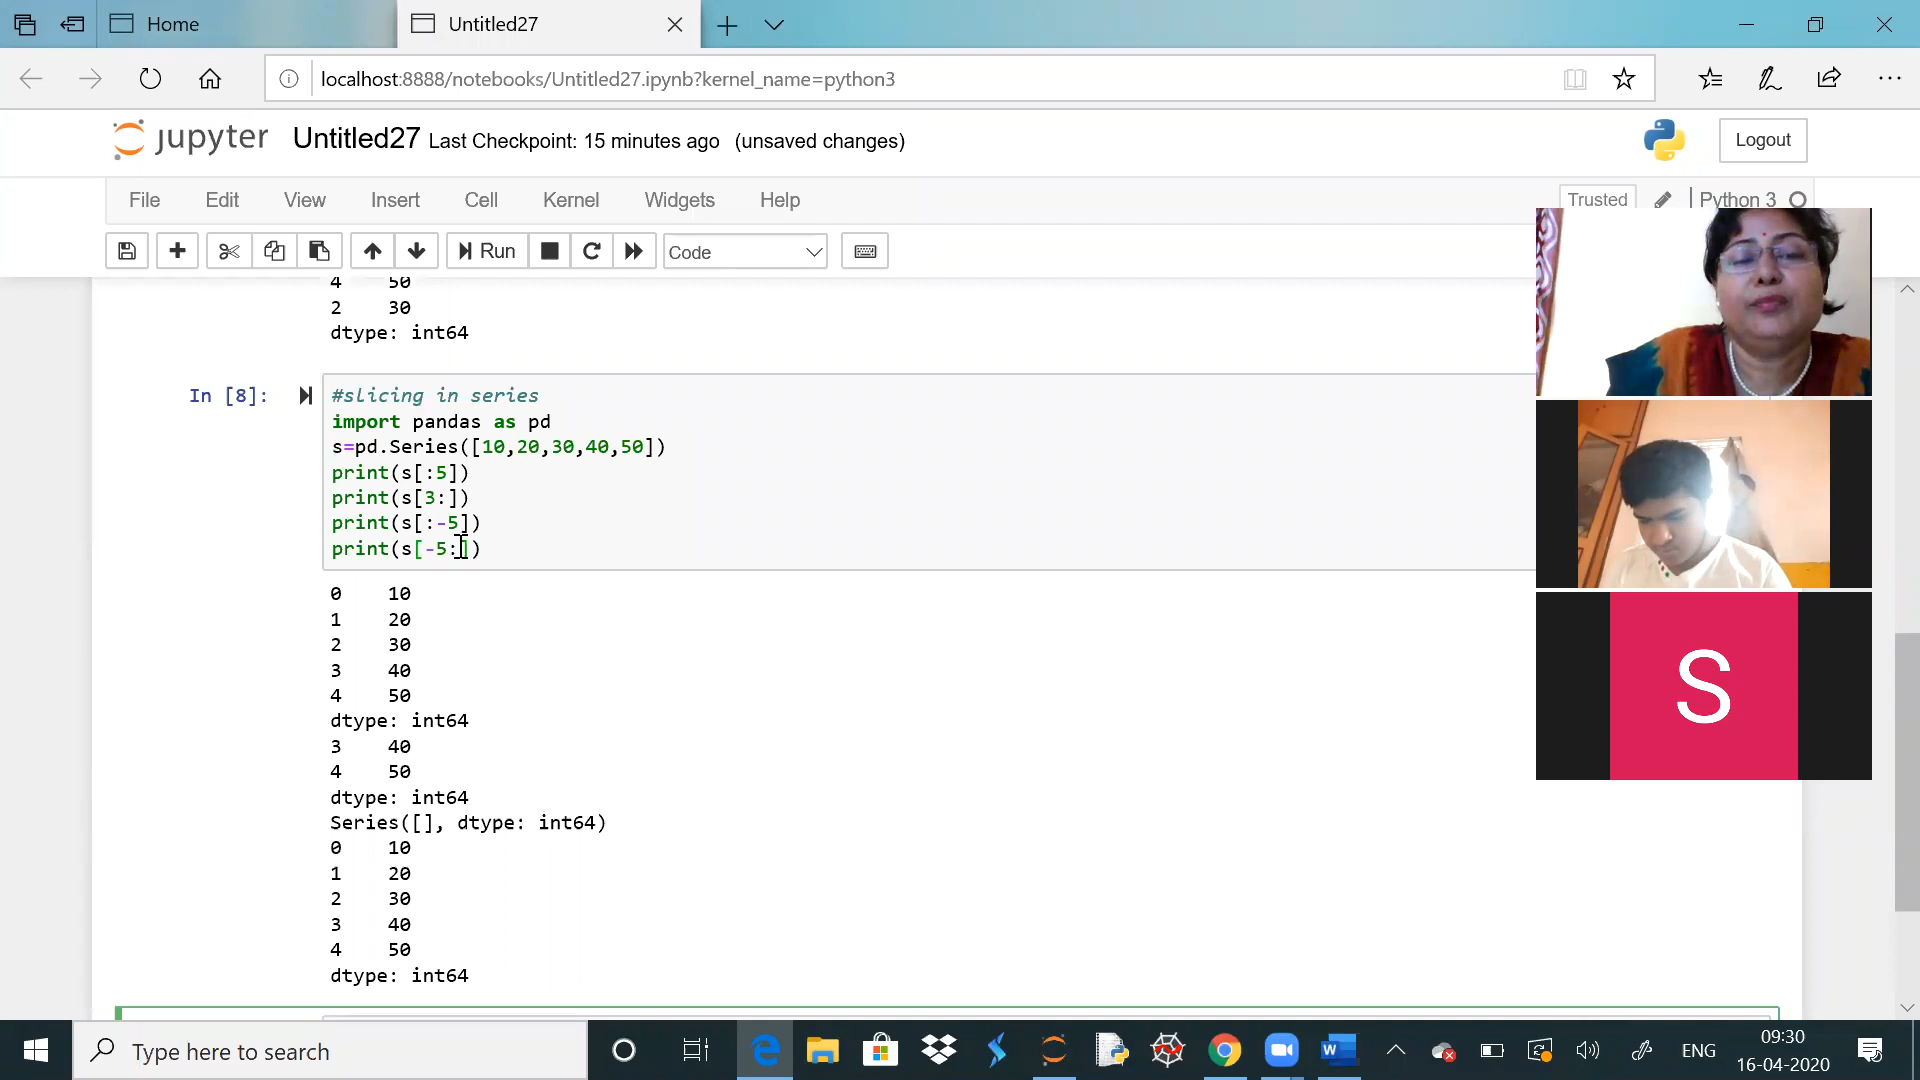 Home
Untitled27
localhost:8888/notebooks/Untitled27.ipynb?kernel_name=python3
jupyter Untitled27 Last Checkpoint: 15 minutes ago (unsaved changes)
Logout
File Edit View Insert Cell Kernel Widgets Help
Trusted
Python 3
Run
Code
4 50
2 30
dtype: int64
In [8]:
#slicing in series
import pandas as pd
s=pd.Series([10,20,30,40,50])
print(s[:5])
print(s[3:])
print(s[:-5])
print(s[-5:])
0 10
1 20
2 30
3 40
4 50
dtype: int64
3 40
4 50
dtype: int64
Series([], dtype: int64)
0 10
1 20
2 30
3 40
4 50
dtype: int64
S
Type here to search
ENG
09:30
16-04-2020